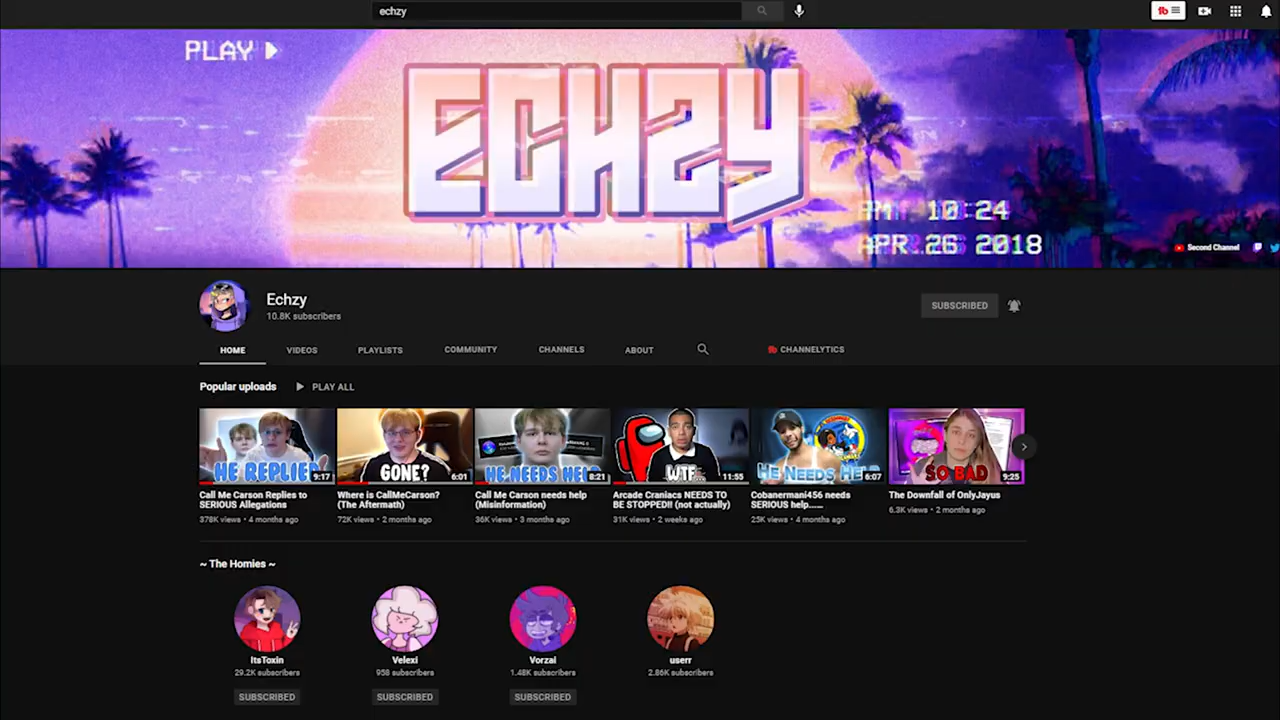 echzy
PLAY
ECHZY
AM 10:24
APR.26 2018
Second Channel
Echzy
10.8K subscribers
SUBSCRIBED
HOME
VIDEOS
PLAYLISTS
COMMUNITY
CHANNELS
ABOUT
CHANNELYTICS
Popular uploads
PLAY ALL
HE REPLIED
9:17
GONE?
6:01
HE NEEDS HELP
8:21
WTF
11:55
HE NEEDS HELP
6:07
SO BAD
9:25
Call Me Carson Replies to
SERIOUS Allegations
378K views • 4 months ago
Where is CallMeCarson?
(The Aftermath)
72K views • 2 months ago
Call Me Carson needs help
(Misinformation)
36K views • 3 months ago
Arcade Craniacs NEEDS TO
BE STOPPED!! (not actually)
31K views • 2 weeks ago
Cobanermani456 needs
SERIOUS help......
25K views • 4 months ago
The Downfall of OnlyJayus
6.3K views • 2 months ago
~ The Homies ~
ItsToxin
29.2K subscribers
SUBSCRIBED
Velexi
958 subscribers
SUBSCRIBED
Vorzai
1.48K subscribers
SUBSCRIBED
userr
2.86K subscribers